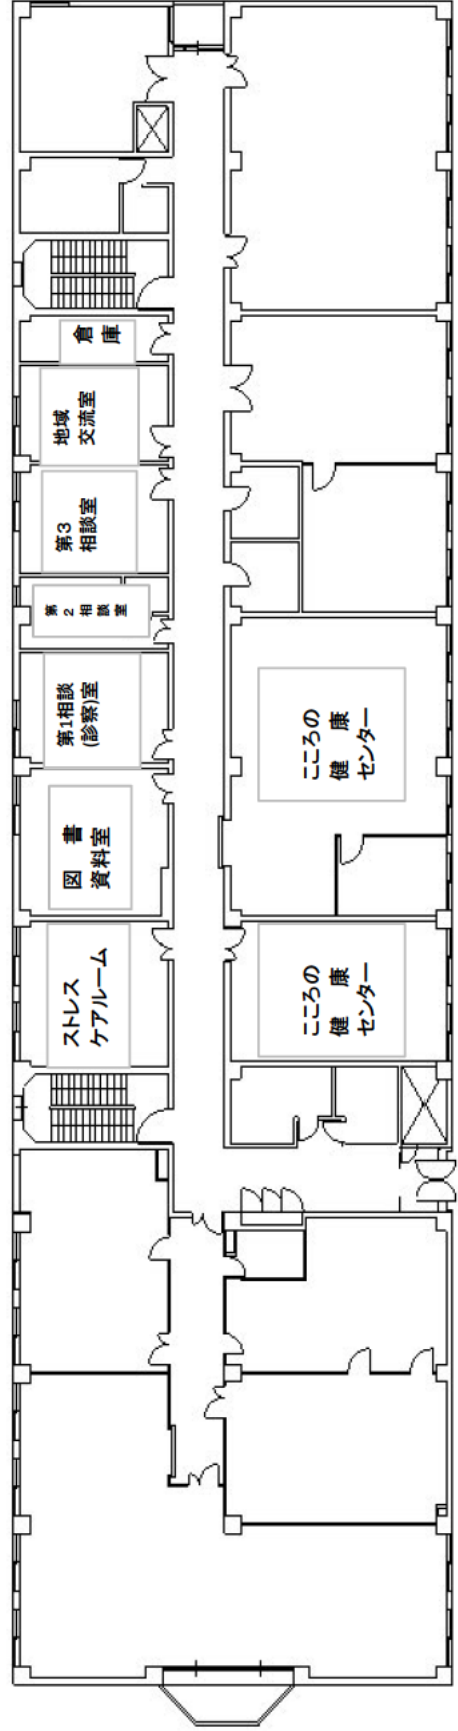 倉庫
地域
交流室
第3
相談室
第2相談室
第1相談
(診察)室
図書
資料室
ストレス
ケアルーム
こころの
健康
センター
こころの
健康
センター